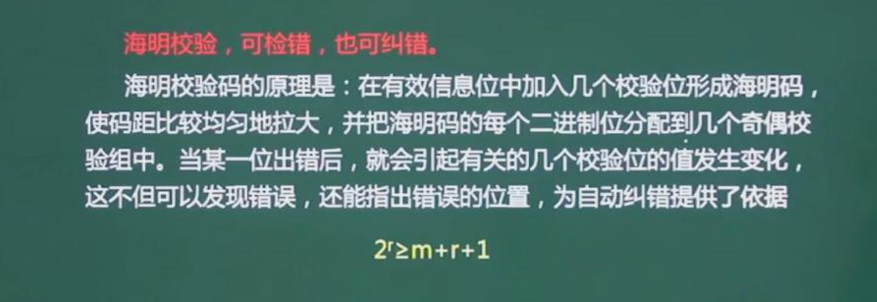 海明校验，可检错，也可纠错。
海明校验码的原理是：在有效信息位中加入几个校验位形成海明码，
使码距比较均匀地拉大，并把海明码的每个二进制位分配到几个奇偶校
验组中。当某一位出错后，就会引起有关的几个校验位的值发生变化，
这不但可以发现错误，还能指出错误的位置，为自动纠错提供了依据
2ʳ≥m+r+1